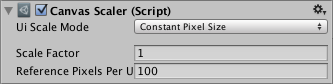 Canvas Scaler (Script)
Ui Scale Mode Constant Pixel Size
Scale Factor 1
Reference Pixels Per U 100